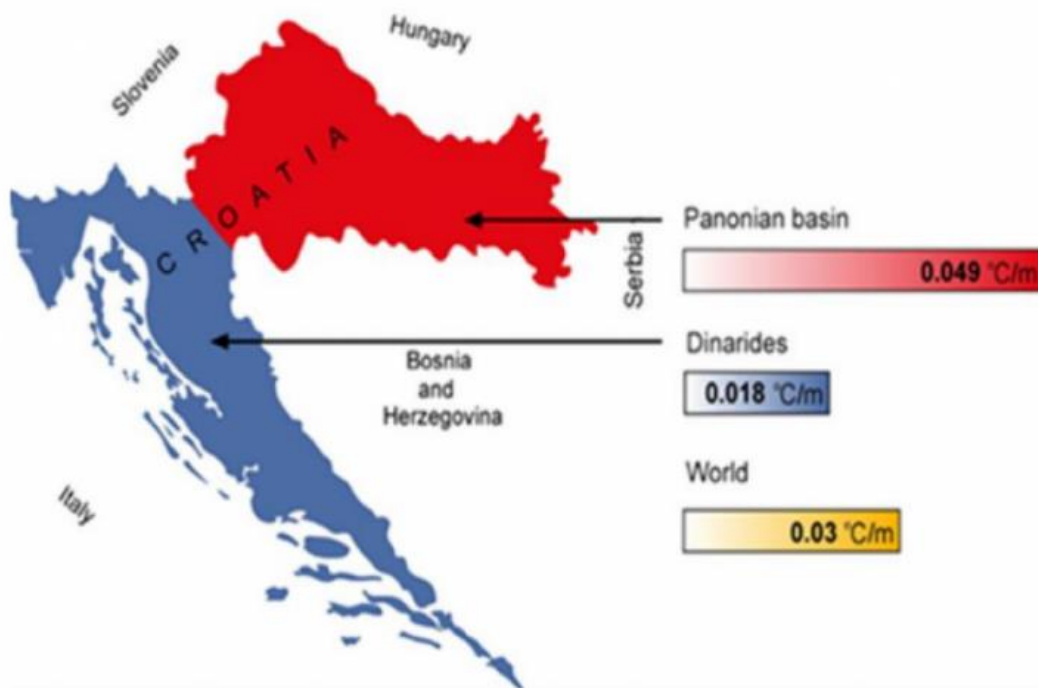 Hungary
Slovenia
CROATIA
Serbia
Bosnia
and
Herzegovina
Italy
Panonian basin
0.049 °C/m
Dinarides
0.018 °C/m
World
0.03 °C/m